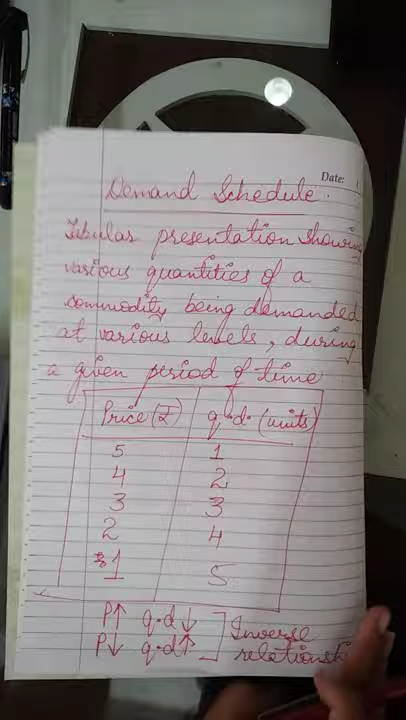 Date:
Demand Schedule.
Tabular presentation showing
various quantities of a
commodity being demanded
at various levels, during
a given period of time
Price (₹) q.d. (units)
5 1
4 2
3 3
2 4
1 5
P↑ q.d↓
P↓ q.d↑
Inverse
relationship